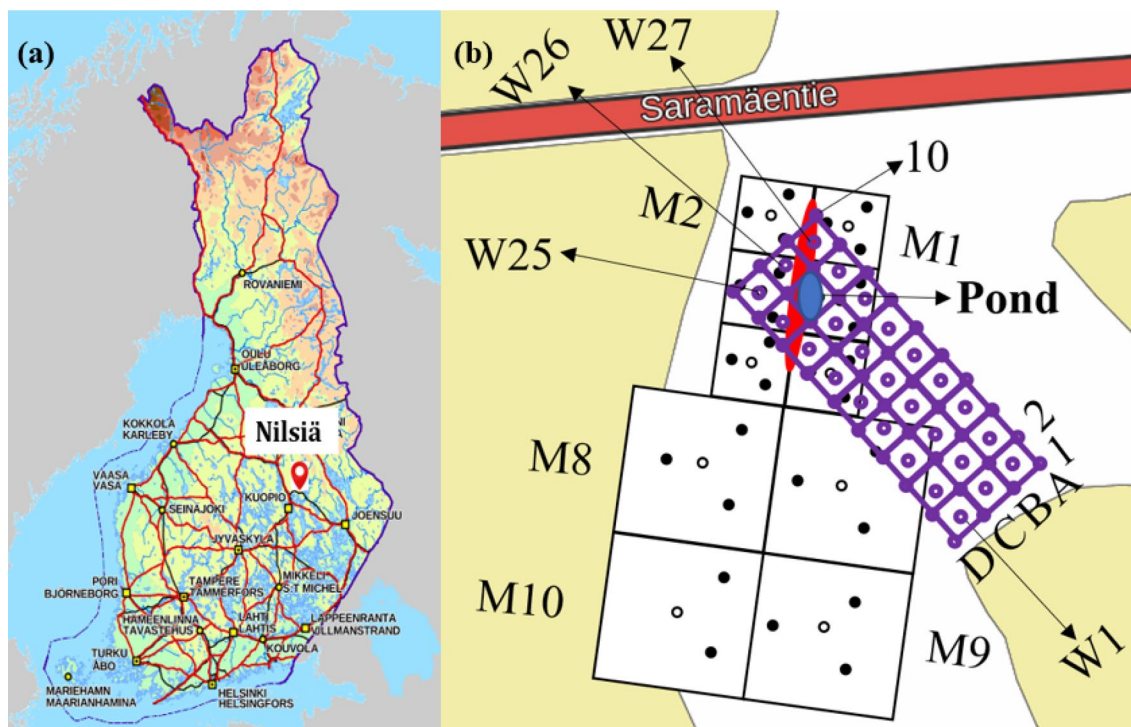 (a)
ROVANIEMI
OULU
ULEÅBORG
KOKKOLA
KARLEBY
Nilsiä
VAASA
VASA
SEINÄJOKI
KUOPIO
JOENSUU
JYVÄSKYLÄ
PORI
BJÖRNEBORG
TAMPERE
TAMMERFORS
MIKKELI
S:T MICHEL
HÄMEENLINNA
TAVASTEHUS
LAHTI
LAHTIS
LAPPEENRANTA
VILLMANSTRAND
KOUVOLA
TURKU
ÅBO
HELSINKI
HELSINGFORS
MARIEHAMN
MAARIANHAMINA
(b)
W26
W27
Saramäentie
10
M2
M1
W25
Pond
2
1
DCBA
M8
M10
M9
W1